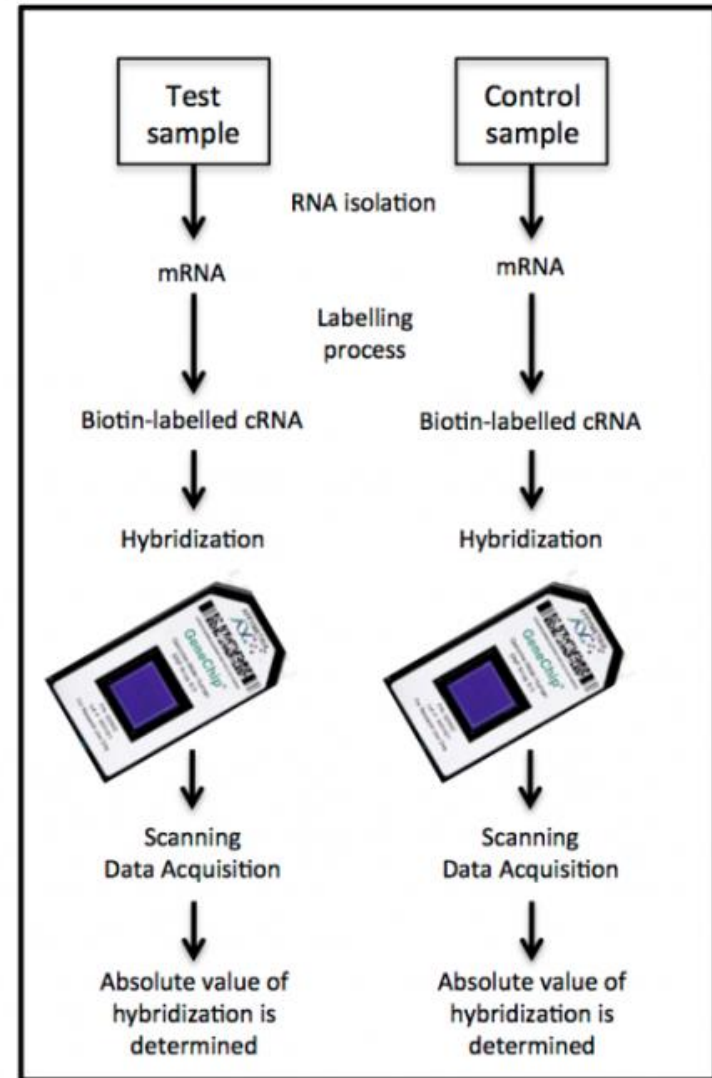 Test
sample
Control
sample
RNA isolation
mRNA
mRNA
Labelling
process
Biotin-labelled cRNA
Biotin-labelled cRNA
Hybridization
Hybridization
GeneChip®
GeneChip®
Scanning
Data Acquisition
Scanning
Data Acquisition
Absolute value of
hybridization is
determined
Absolute value of
hybridization is
determined